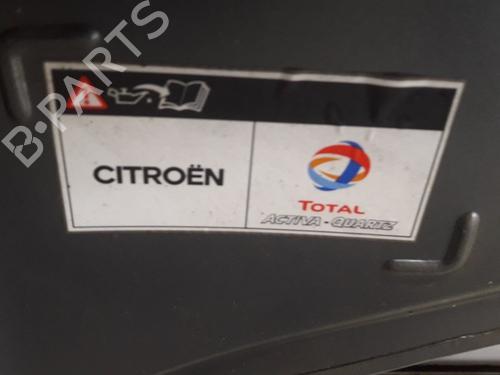 B-PARTS
CITROËN
TOTAL
ACTIVA-QUARTZ